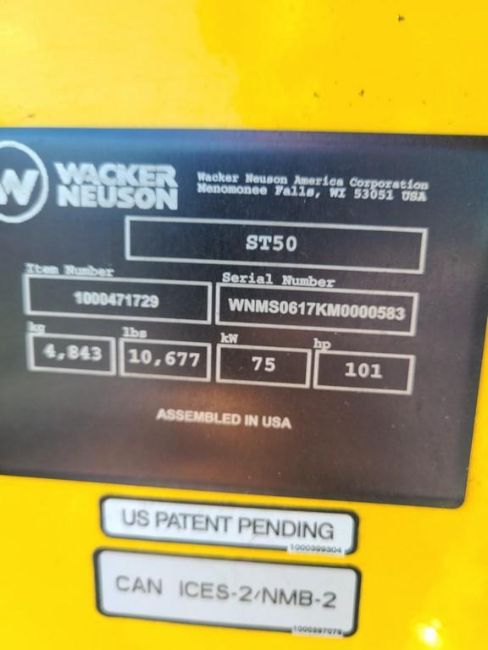 W
WACKER
NEUSON
Wacker Neuson America Corporation
Menomonee Falls, WI 53051 USA
ST50
Item Number
Serial Number
1000471729
WNMS0617KM0000583
kg
lbs
kW
hp
4,843
10,677
75
101
ASSEMBLED IN USA
US PATENT PENDING
1000399304
CAN ICES-2/NMB-2
1000397078